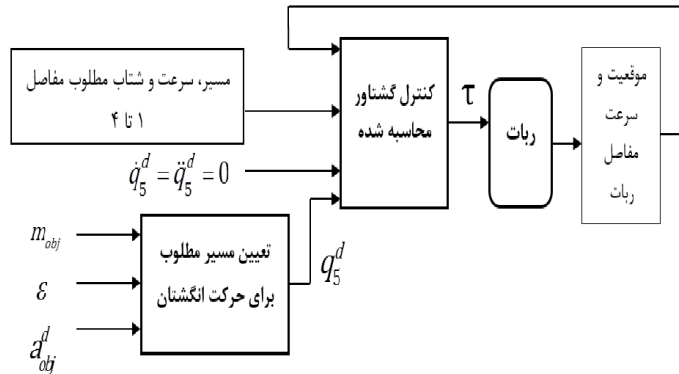 مسیر، سرعت و شتاب مطلوب مفاصل
۱ تا ۴
کنترل گشتاور
محاسبه شده
τ
ربات
موقعیت و
سرعت
مفاصل
ربات
q̇₅ᵈ = q̈₅ᵈ = 0
m_obj
ε
a_obj^d
تعیین مسیر مطلوب
برای حرکت انگشتان
q₅ᵈ